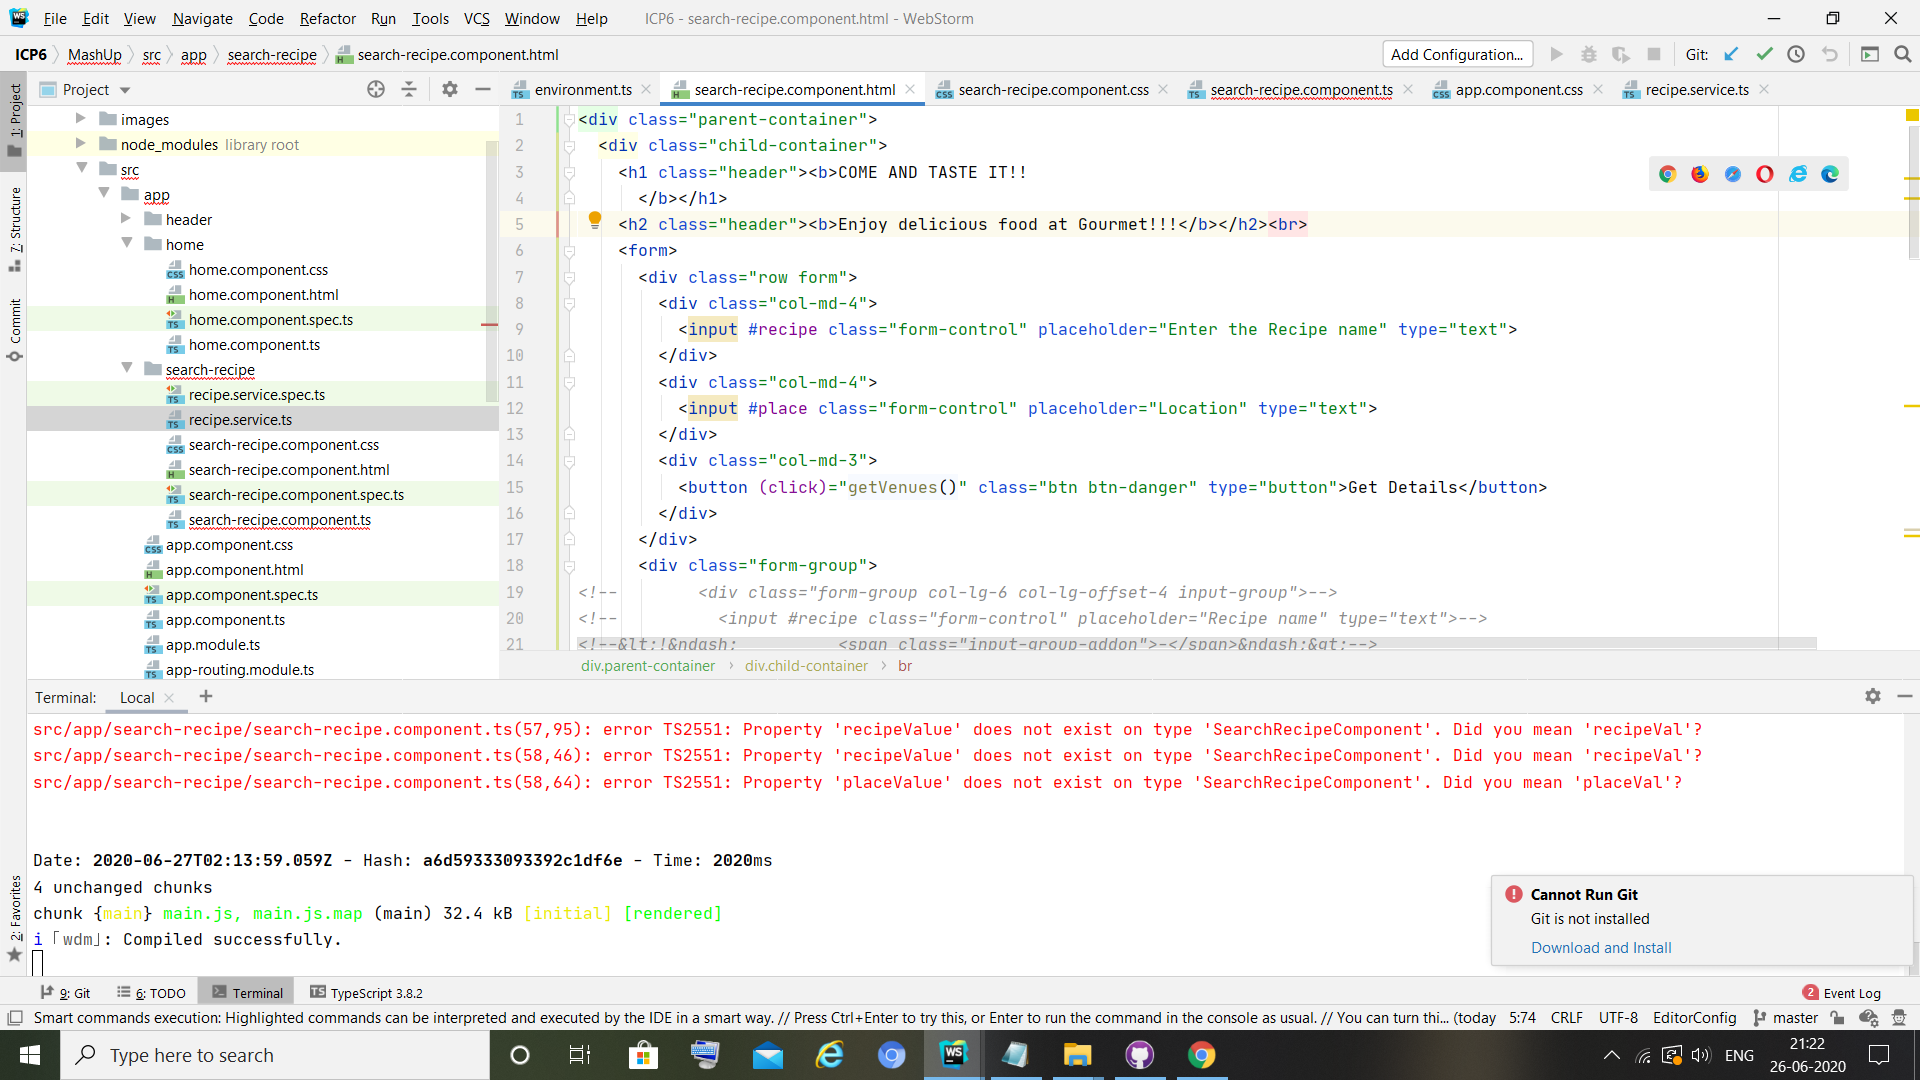 File Edit View Navigate Code Refactor Run Tools VCS Window Help ICP6 - search-recipe.component.html - WebStorm
ICP6 MashUp src app search-recipe search-recipe.component.html Add Configuration... Git:
Project
environment.ts search-recipe.component.html search-recipe.component.css search-recipe.component.ts app.component.css recipe.service.ts
1: Project
7: Structure
Commit
2: Favorites
images
node_modules library root
src
app
header
home
home.component.css
home.component.html
home.component.spec.ts
home.component.ts
search-recipe
recipe.service.spec.ts
recipe.service.ts
search-recipe.component.css
search-recipe.component.html
search-recipe.component.spec.ts
search-recipe.component.ts
app.component.css
app.component.html
app.component.spec.ts
app.component.ts
app.module.ts
app-routing.module.ts
1 <div class="parent-container">
2 <div class="child-container">
3 <h1 class="header"><b>COME AND TASTE IT!!
4 </b></h1>
5 <h2 class="header"><b>Enjoy delicious food at Gourmet!!!</b></h2><br>
6 <form>
7 <div class="row form">
8 <div class="col-md-4">
9 <input #recipe class="form-control" placeholder="Enter the Recipe name" type="text">
10 </div>
11 <div class="col-md-4">
12 <input #place class="form-control" placeholder="Location" type="text">
13 </div>
14 <div class="col-md-3">
15 <button (click)="getVenues()" class="btn btn-danger" type="button">Get Details</button>
16 </div>
17 </div>
18 <div class="form-group">
19 <!-- <div class="form-group col-lg-6 col-lg-offset-4 input-group">-->
20 <!-- <input #recipe class="form-control" placeholder="Recipe name" type="text">-->
21 <!--&lt;!&ndash; <span class="input-group-addon">-</span>&ndash;&gt;-->
div.parent-container › div.child-container › br
Terminal: Local
src/app/search-recipe/search-recipe.component.ts(57,95): error TS2551: Property 'recipeValue' does not exist on type 'SearchRecipeComponent'. Did you mean 'recipeVal'?
src/app/search-recipe/search-recipe.component.ts(58,46): error TS2551: Property 'recipeValue' does not exist on type 'SearchRecipeComponent'. Did you mean 'recipeVal'?
src/app/search-recipe/search-recipe.component.ts(58,64): error TS2551: Property 'placeValue' does not exist on type 'SearchRecipeComponent'. Did you mean 'placeVal'?
Date: 2020-06-27T02:13:59.059Z - Hash: a6d59333093392c1df6e - Time: 2020ms
4 unchanged chunks
chunk {main} main.js, main.js.map (main) 32.4 kB [initial] [rendered]
i ｢wdm｣: Compiled successfully.
Cannot Run Git
Git is not installed
Download and Install
9: Git 6: TODO Terminal TypeScript 3.8.2 2 Event Log
Smart commands execution: Highlighted commands can be interpreted and executed by the IDE in a smart way. // Press Ctrl+Enter to try this, or Enter to run the command in the console as usual. // You can turn thi... (today 5:74 CRLF UTF-8 EditorConfig master
Type here to search
ENG
21:22
26-06-2020